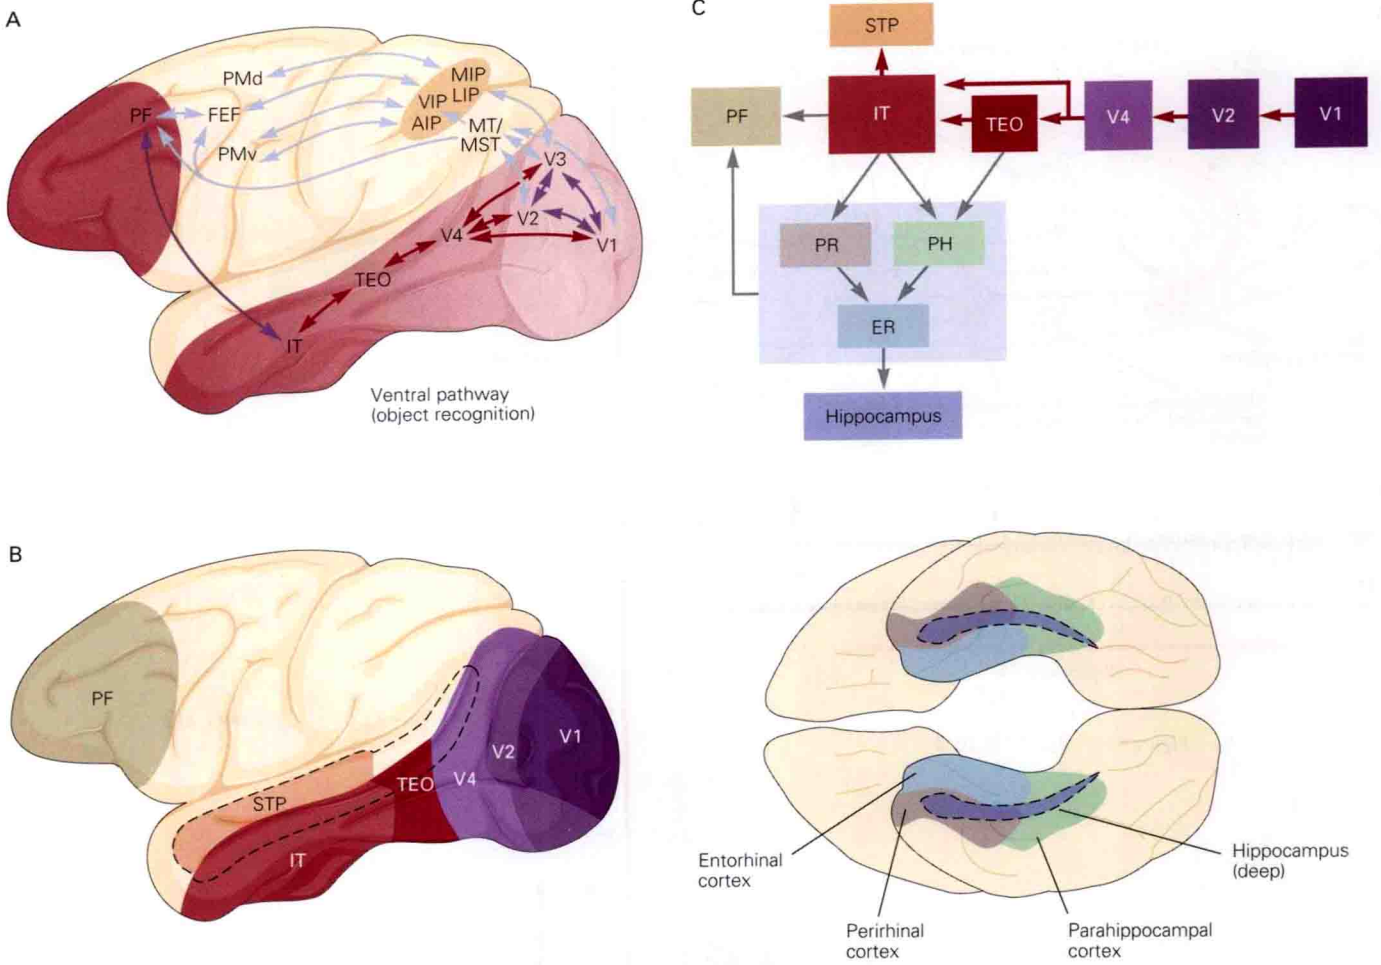 A
PMd
MIP
VIP LIP
AIP
PF
FEF
PMv
MT/
MST
V3
V2
V4
V1
TEO
IT
Ventral pathway
(object recognition)
C
STP
PF
IT
TEO
V4
V2
V1
PR
PH
ER
Hippocampus
B
PF
STP
IT
TEO
V4
V2
V1
Entorhinal
cortex
Perirhinal
cortex
Parahippocampal
cortex
Hippocampus
(deep)